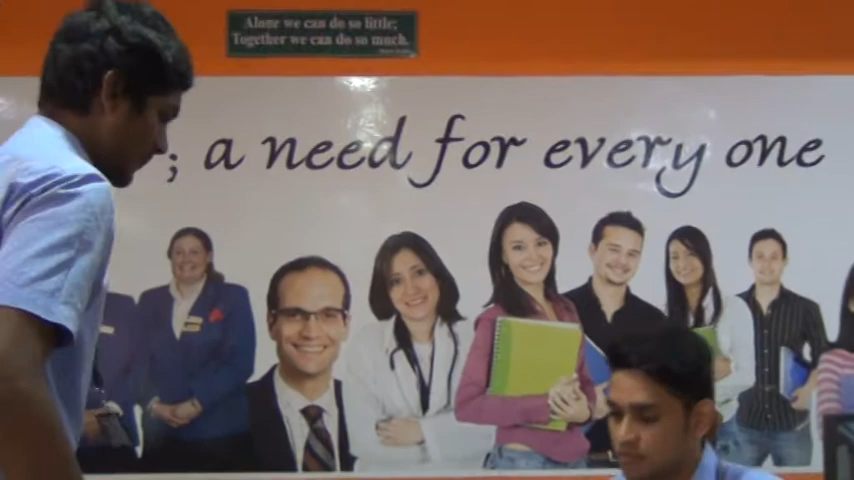 Alone we can do so little;
Together we can do so much.
; a need for every one